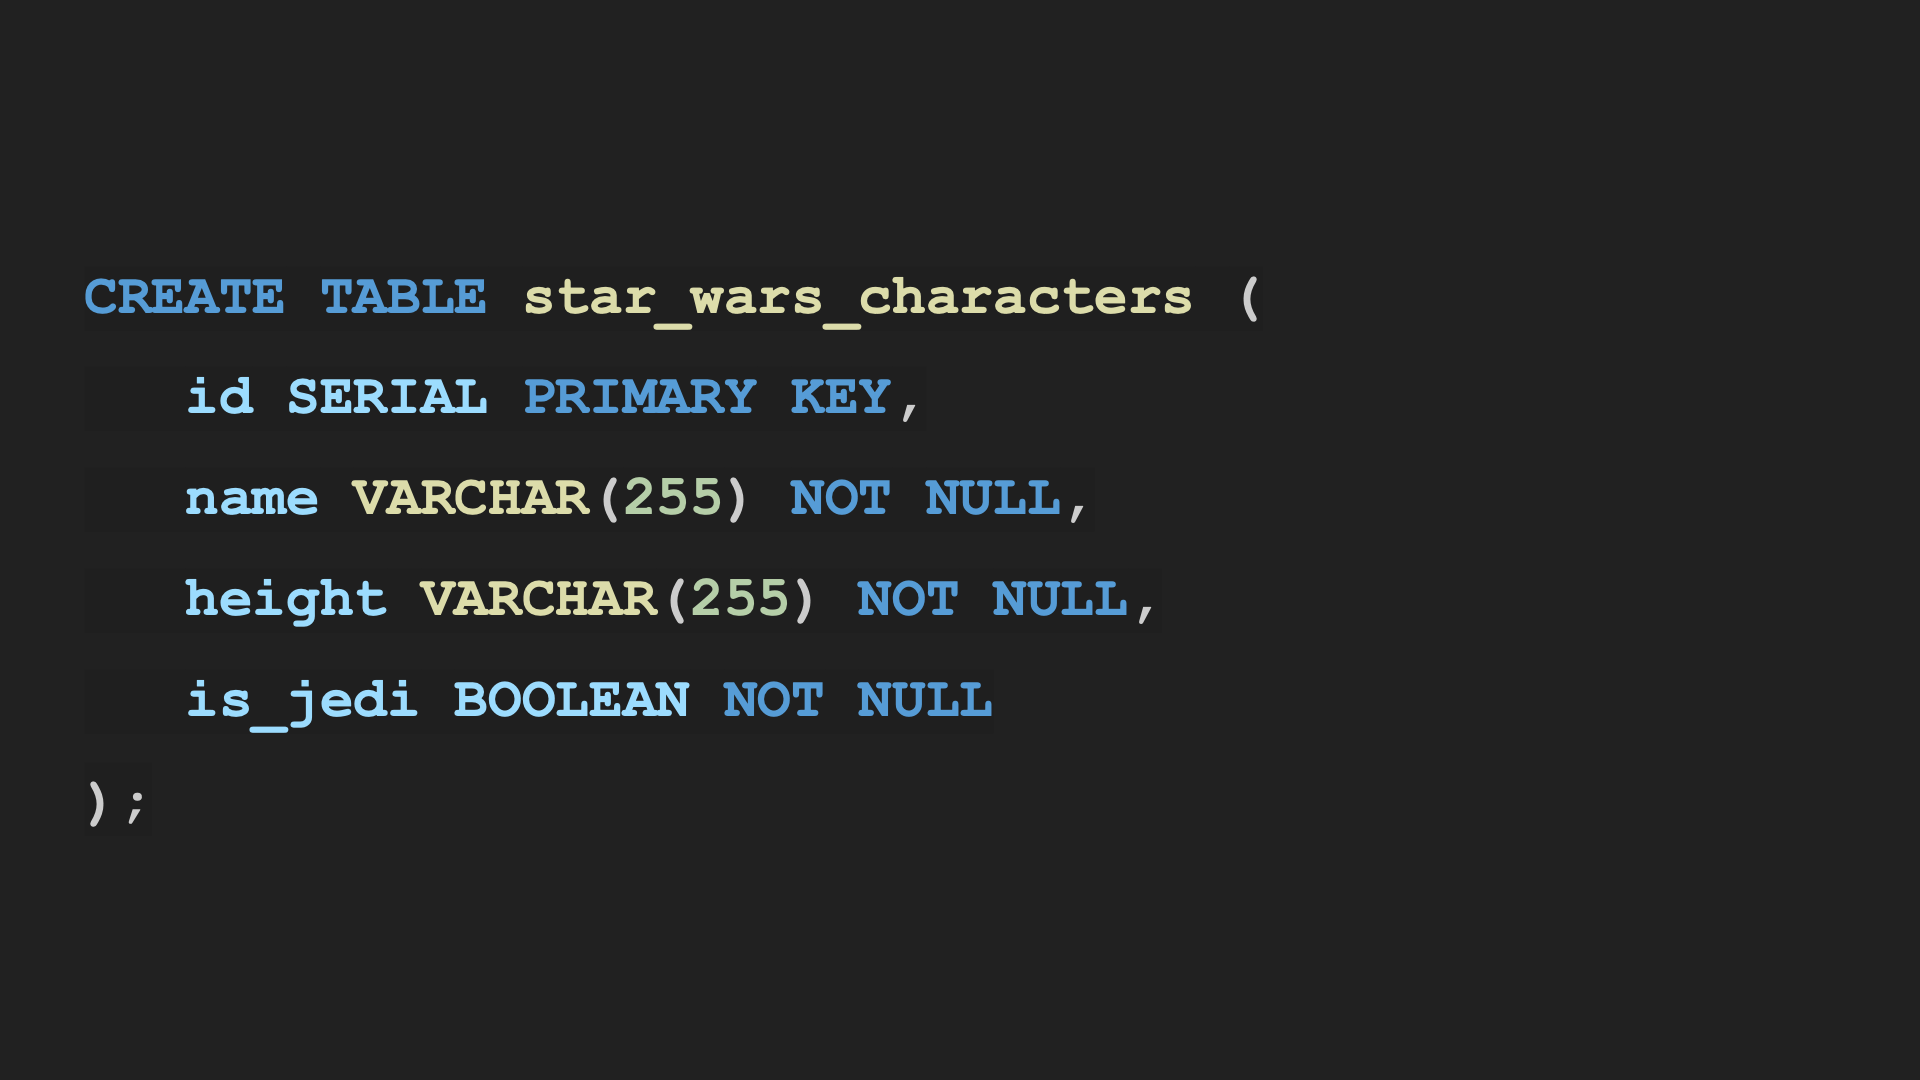 CREATE TABLE star_wars_characters (
   id SERIAL PRIMARY KEY,
   name VARCHAR(255) NOT NULL,
   height VARCHAR(255) NOT NULL,
   is_jedi BOOLEAN NOT NULL
);